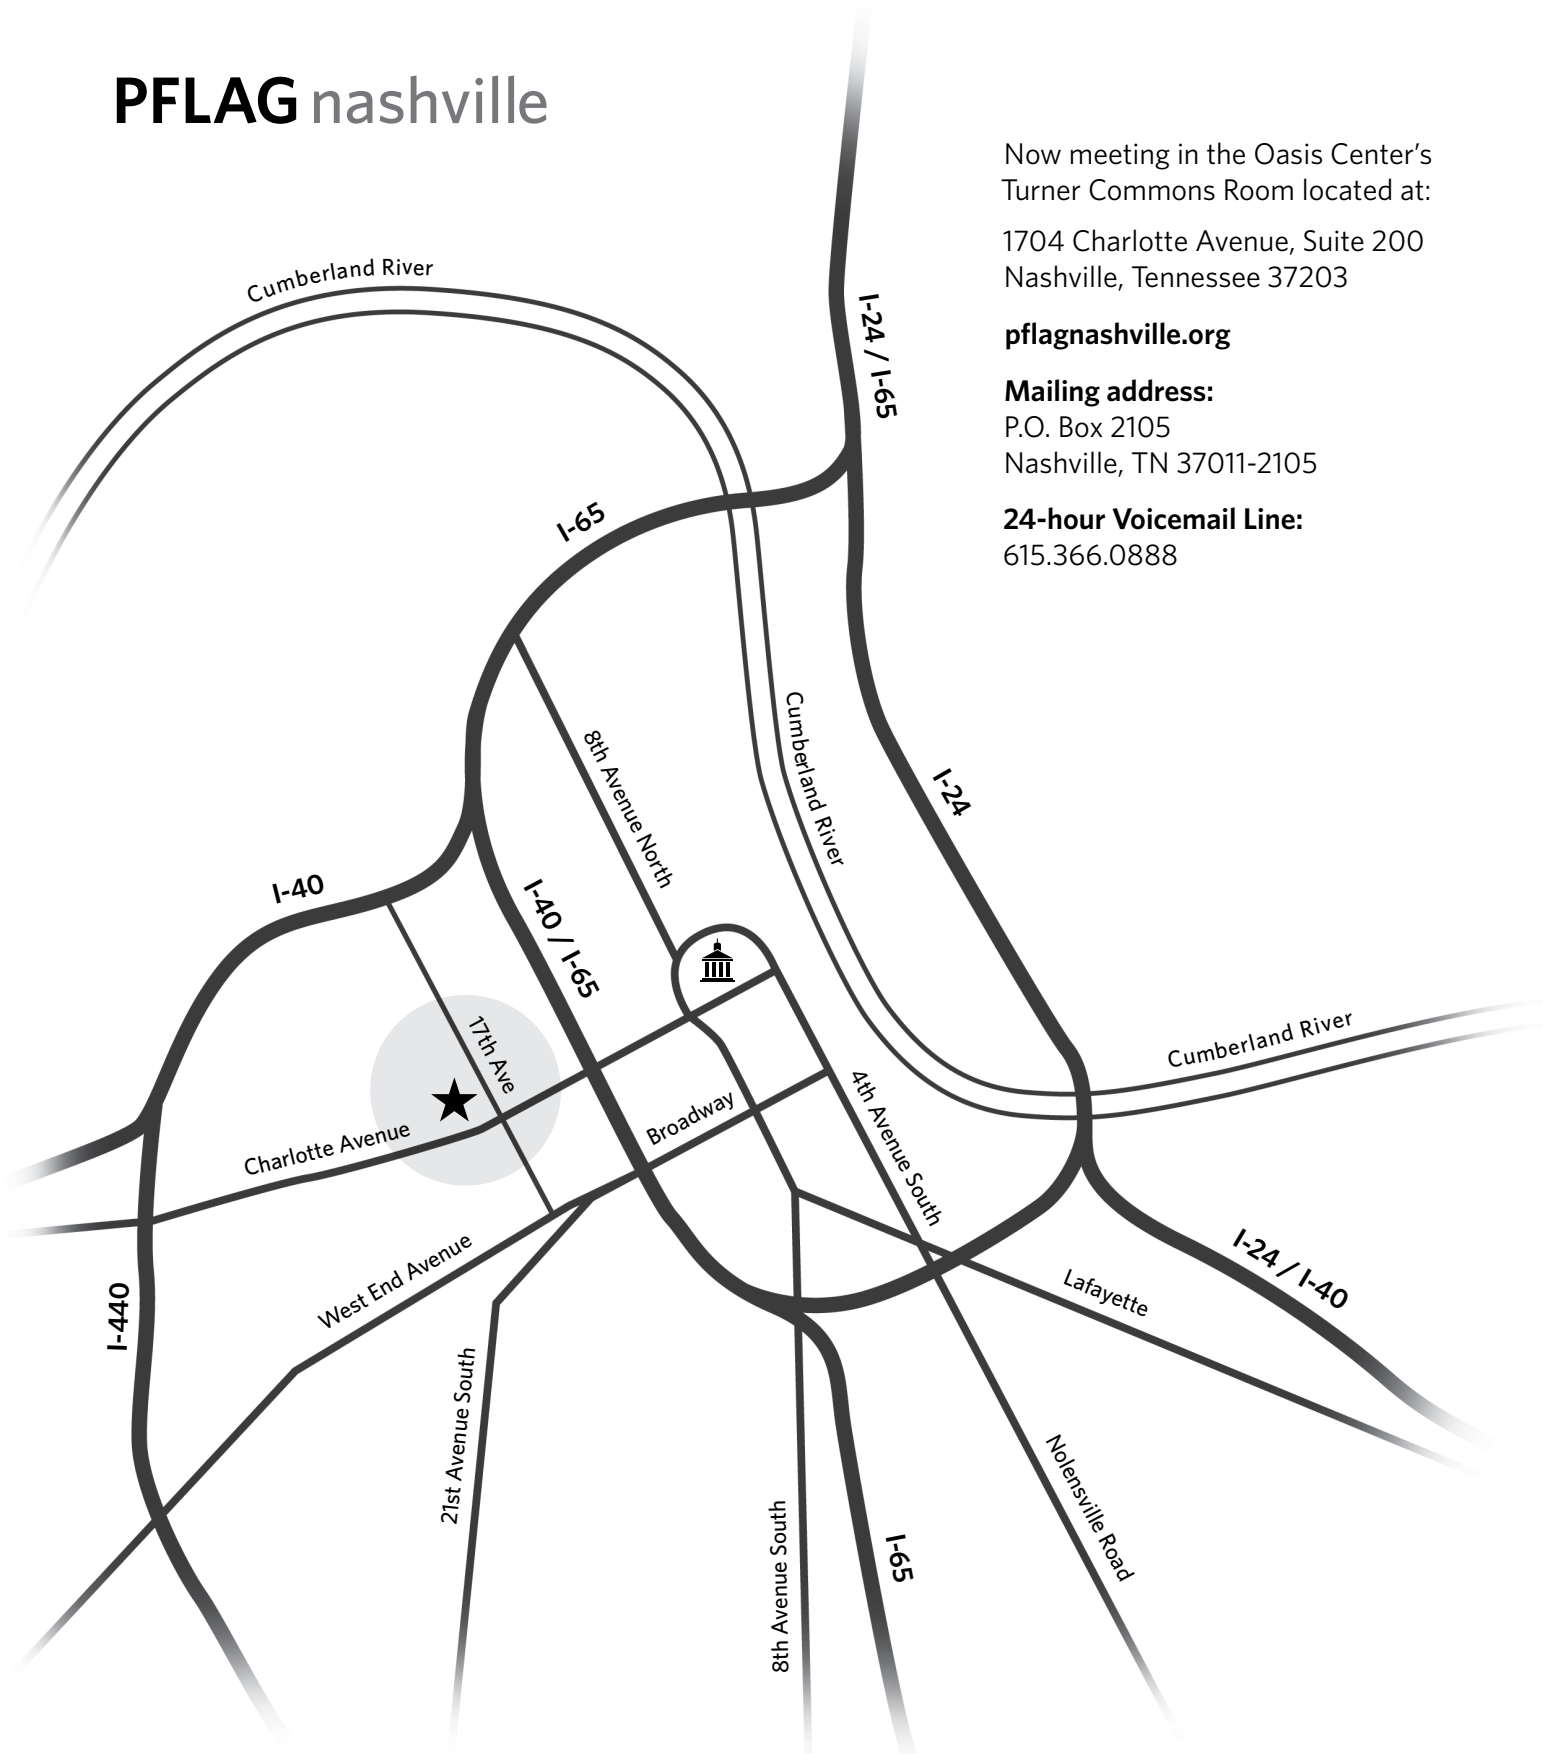 PFLAG nashville
Now meeting in the Oasis Center’s
Turner Commons Room located at:
1704 Charlotte Avenue, Suite 200
Nashville, Tennessee 37203
pflagnashville.org
Mailing address:
P.O. Box 2105
Nashville, TN 37011-2105
24-hour Voicemail Line:
615.366.0888
Cumberland River
I-24 / I-65
I-65
8th Avenue North
Cumberland River
I-24
I-40
I-40 / I-65
17th Ave
Cumberland River
Broadway
4th Avenue South
Charlotte Avenue
West End Avenue
I-24 / I-40
Lafayette
I-440
21st Avenue South
Nolensville Road
8th Avenue South
I-65